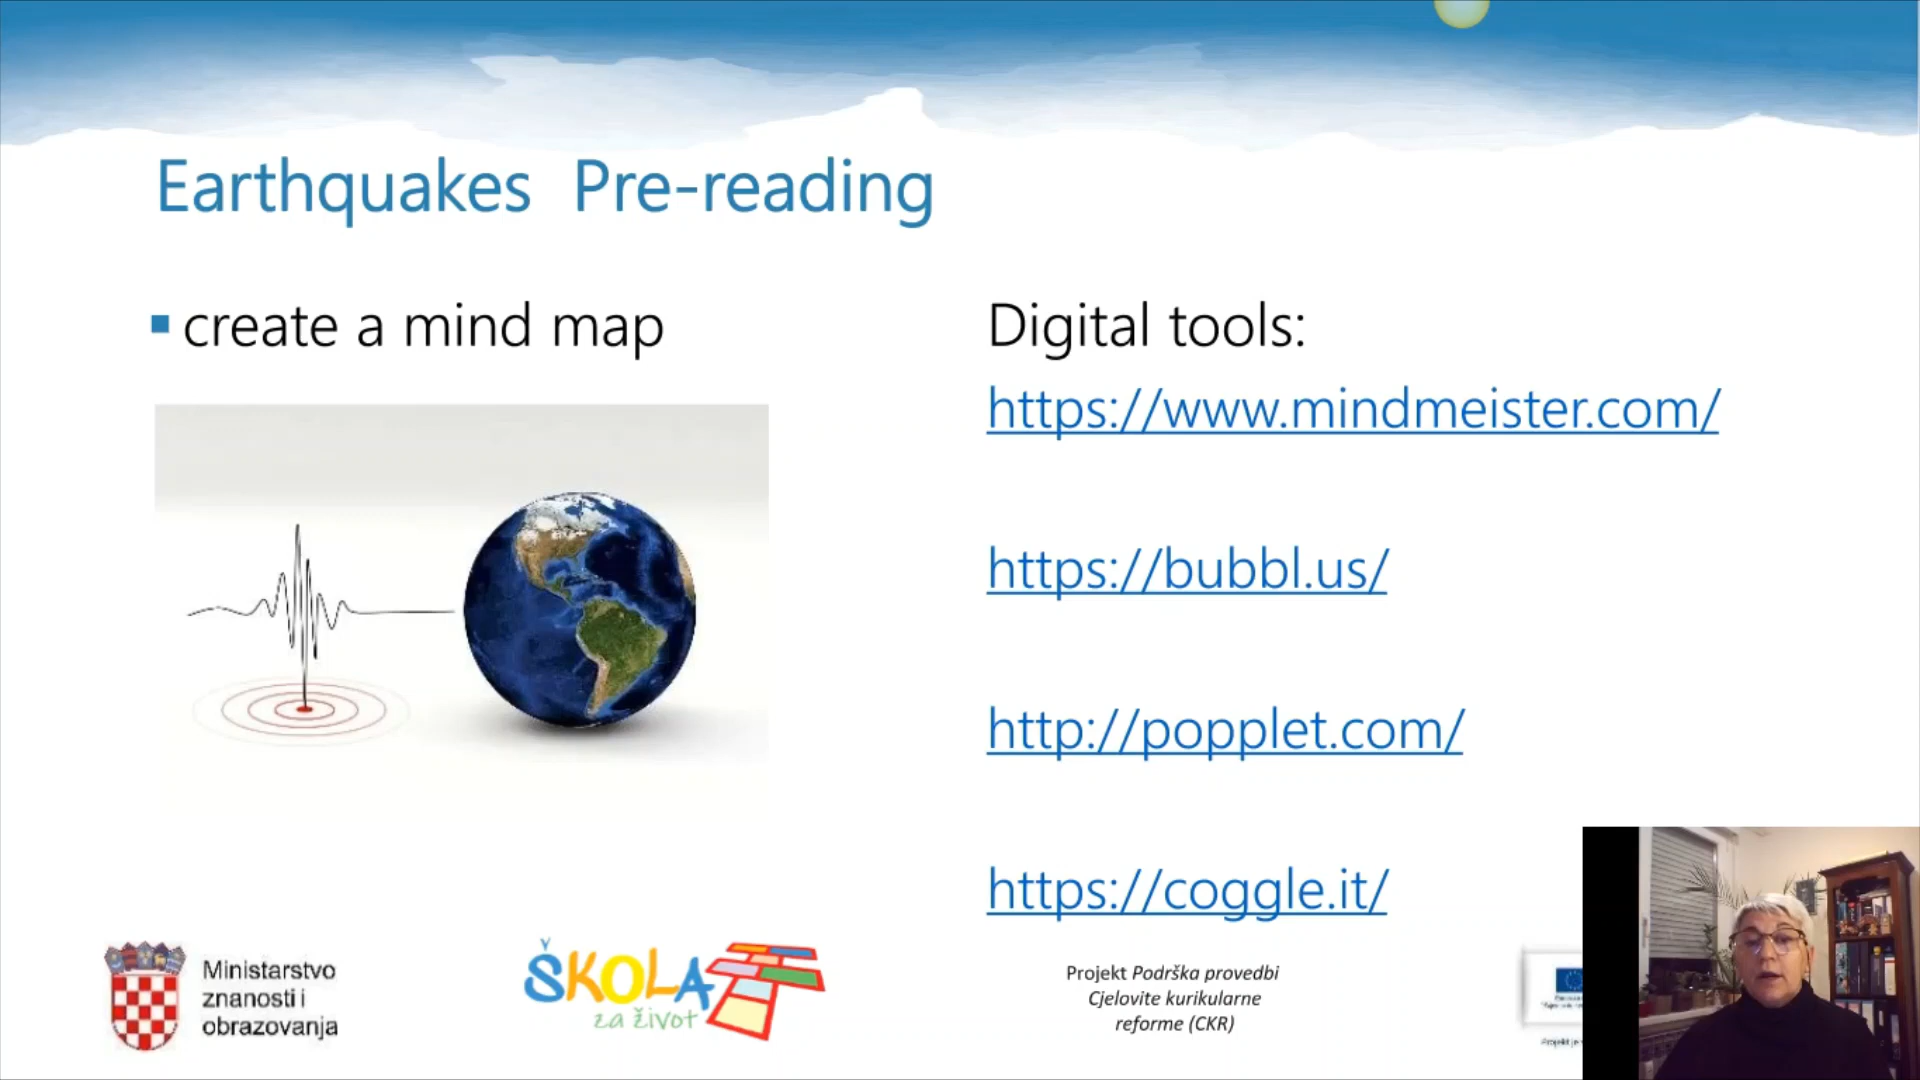 Earthquakes Pre-reading
create a mind map
Digital tools:
https://www.mindmeister.com/
https://bubbl.us/
http://popplet.com/
https://coggle.it/
Ministarstvo
znanosti i
obrazovanja
ŠKOLA
za život
Projekt Podrška provedbi
Cjelovite kurikularne
reforme (CKR)